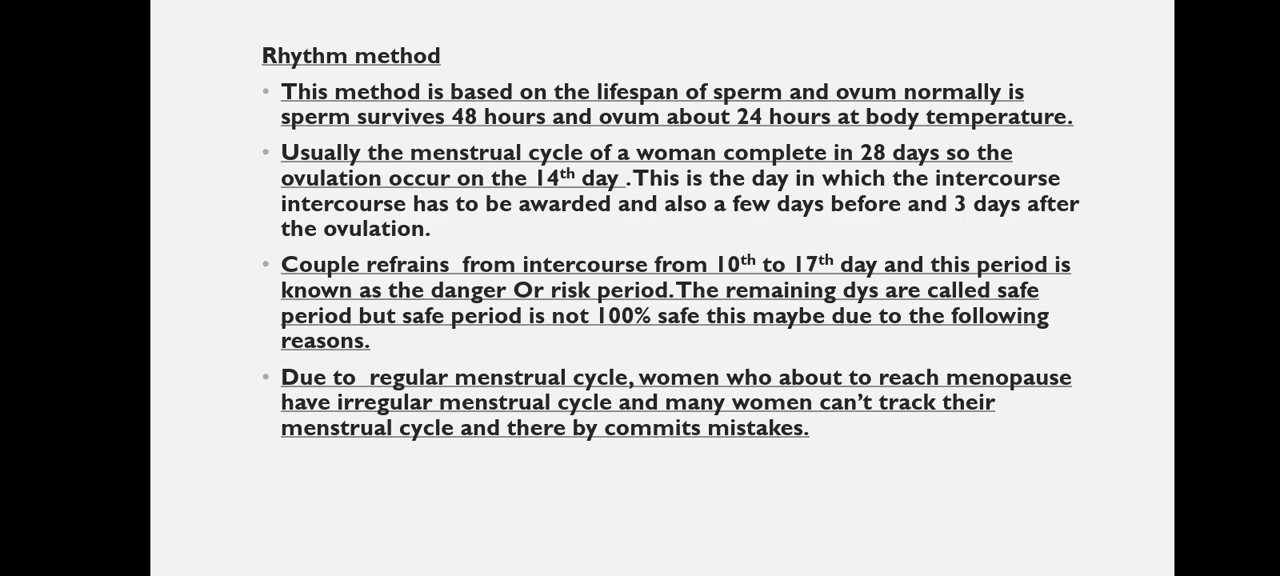 Rhythm method
• This method is based on the lifespan of sperm and ovum normally is
sperm survives 48 hours and ovum about 24 hours at body temperature.
• Usually the menstrual cycle of a woman complete in 28 days so the
ovulation occur on the 14th day .This is the day in which the intercourse
intercourse has to be awarded and also a few days before and 3 days after
the ovulation.
• Couple refrains  from intercourse from 10th to 17th day and this period is
known as the danger Or risk period.The remaining dys are called safe
period but safe period is not 100% safe this maybe due to the following
reasons.
• Due to  regular menstrual cycle, women who about to reach menopause
have irregular menstrual cycle and many women can’t track their
menstrual cycle and there by commits mistakes.